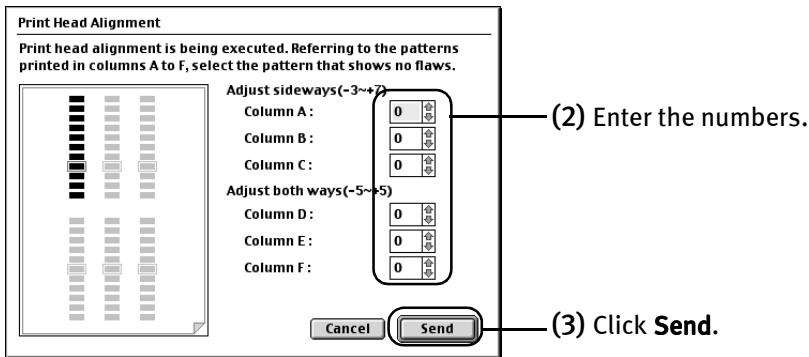 Print Head Alignment
Print head alignment is being executed. Referring to the patterns
printed in columns A to F, select the pattern that shows no flaws.
Adjust sideways(-3~+7)
Column A : 0
(2) Enter the numbers.
Column B : 0
Column C : 0
Adjust both ways(-5~+5)
Column D : 0
Column E : 0
Column F : 0
Cancel Send
(3) Click Send.